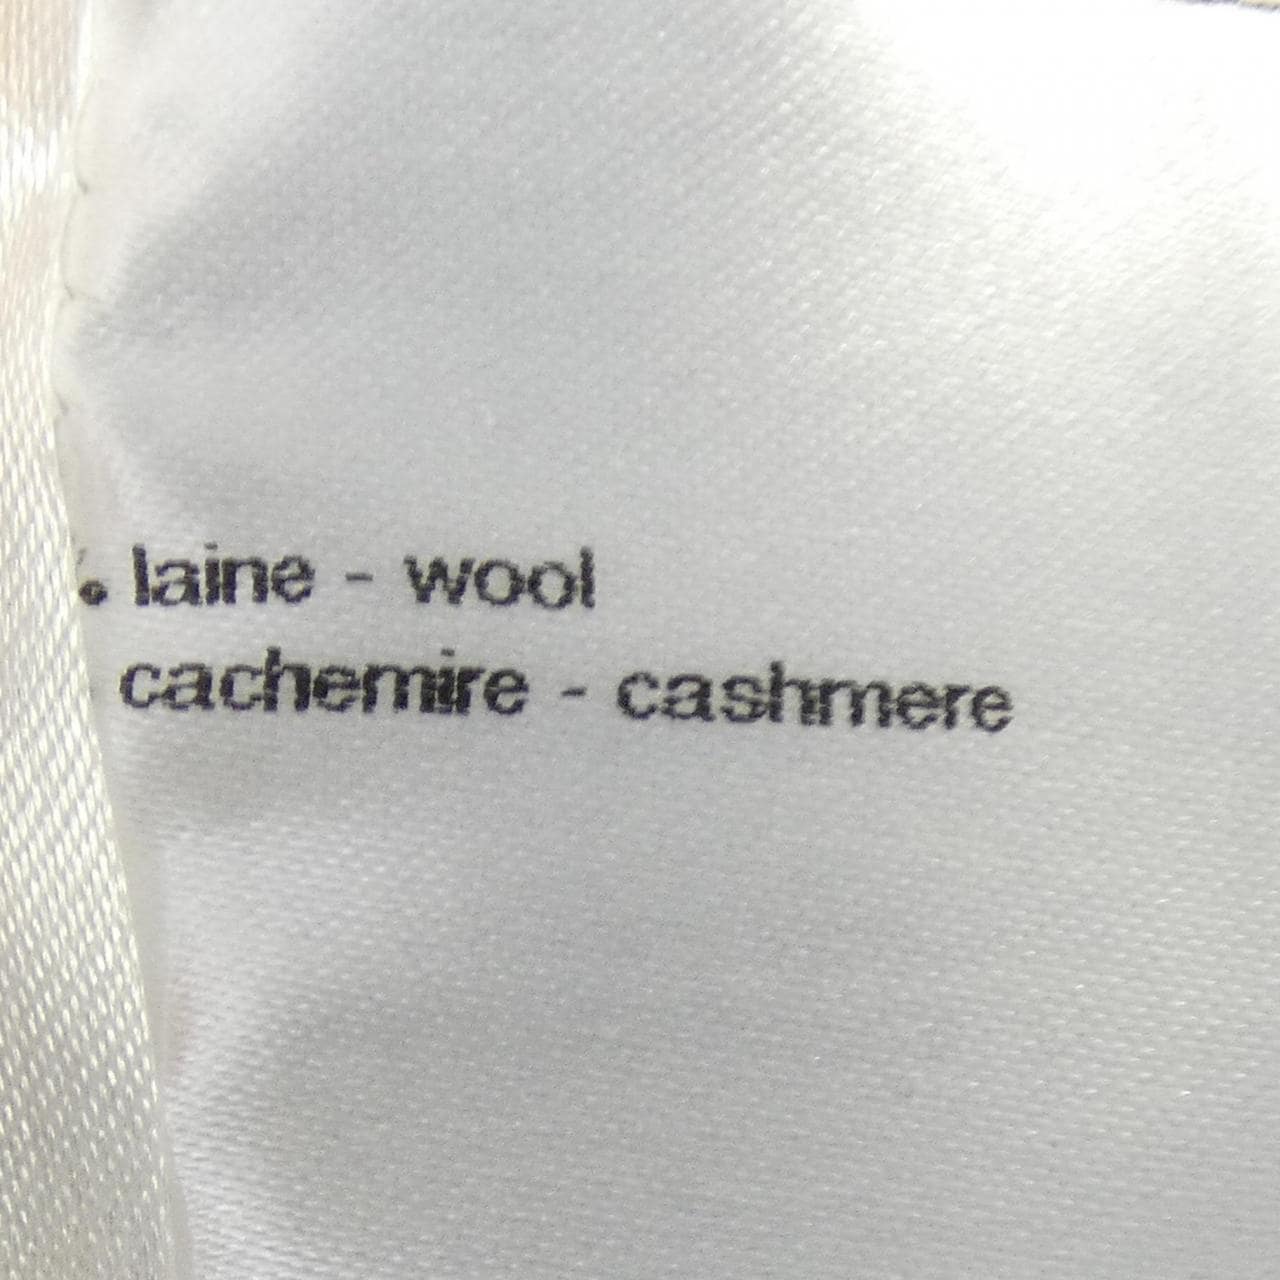 laine - wool
cachemire - cashmere